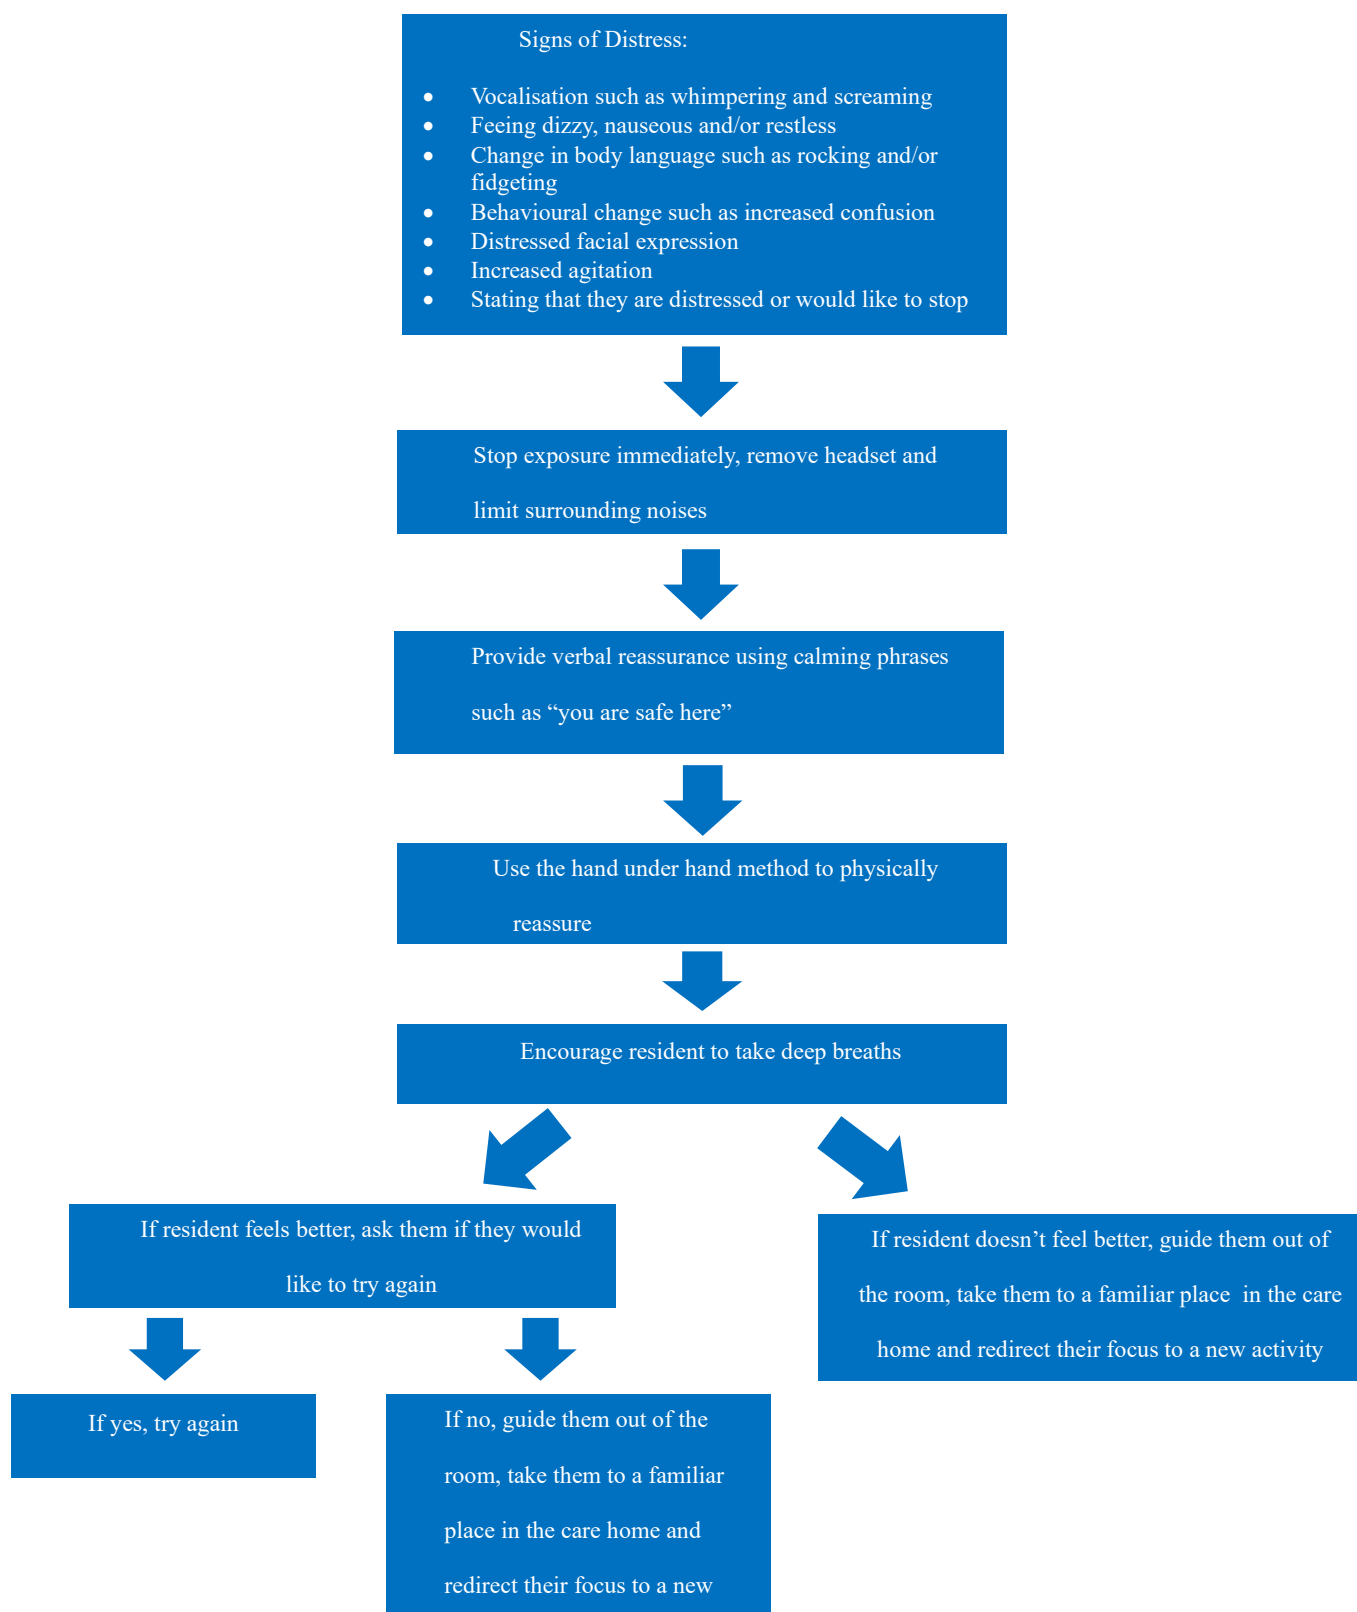 Signs of Distress:
• Vocalisation such as whimpering and screaming
• Feeing dizzy, nauseous and/or restless
• Change in body language such as rocking and/or
fidgeting
• Behavioural change such as increased confusion
• Distressed facial expression
• Increased agitation
• Stating that they are distressed or would like to stop
Stop exposure immediately, remove headset and
limit surrounding noises
Provide verbal reassurance using calming phrases
such as “you are safe here”
Use the hand under hand method to physically
reassure
Encourage resident to take deep breaths
If resident feels better, ask them if they would
like to try again
If resident doesn’t feel better, guide them out of
the room, take them to a familiar place in the care
home and redirect their focus to a new activity
If yes, try again
If no, guide them out of the
room, take them to a familiar
place in the care home and
redirect their focus to a new